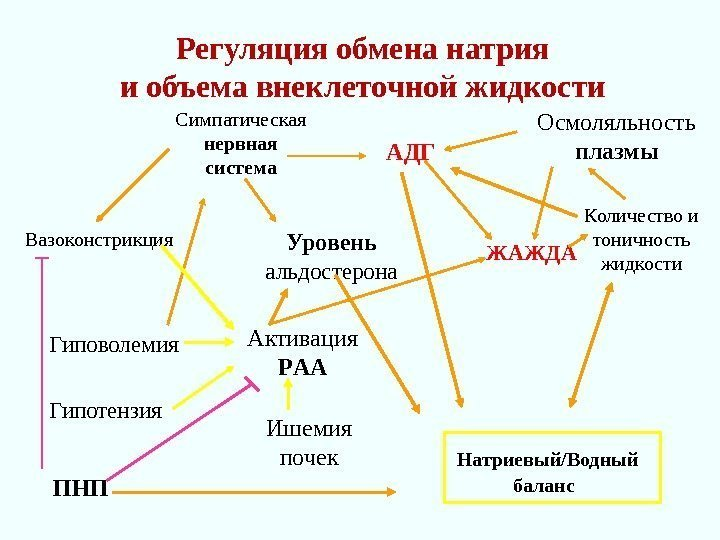 Регуляция обмена натрия
и объема внеклеточной жидкости
Симпатическая
нервная
система
АДГ
Осмоляльность
плазмы
Вазоконстрикция
Уровень
альдостерона
ЖАЖДА
Количество и
тоничность
жидкости
Гиповолемия
Активация
РАА
Гипотензия
Ишемия
почек
ПНП
Натриевый/Водный
баланс